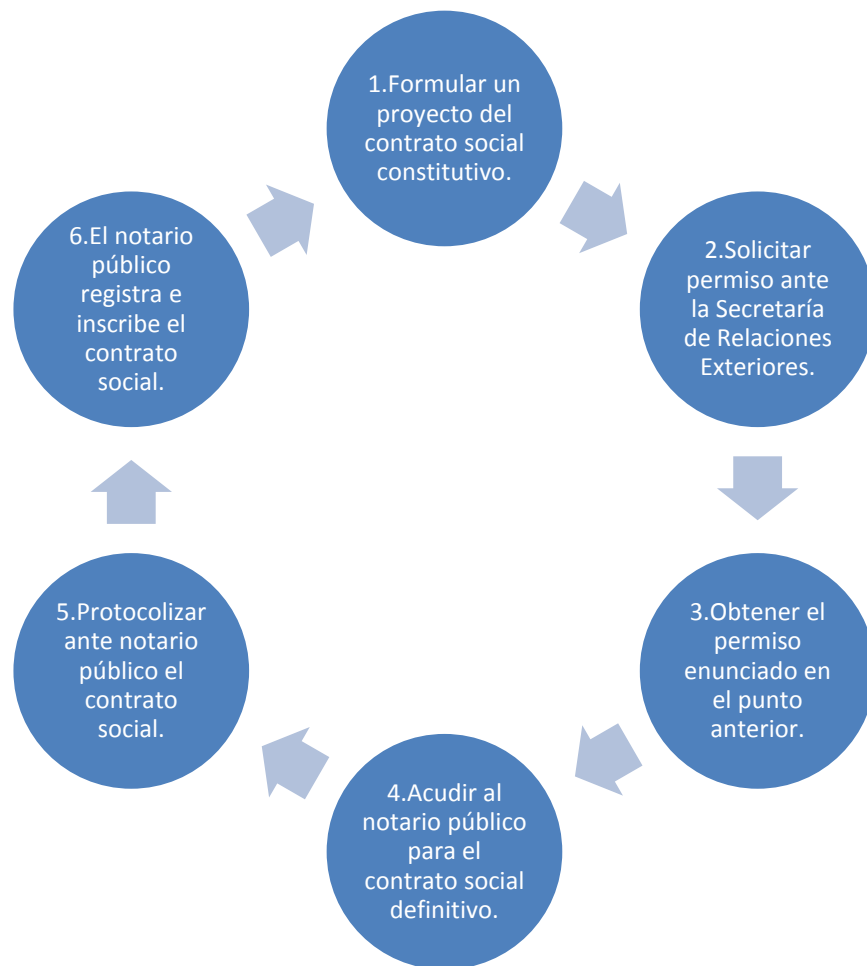 1.Formular un
proyecto del
contrato social
constitutivo.
2.Solicitar
permiso ante
la Secretaría
de Relaciones
Exteriores.
3.Obtener el
permiso
enunciado en
el punto
anterior.
4.Acudir al
notario público
para el
contrato social
definitivo.
5.Protocolizar
ante notario
público el
contrato
social.
6.El notario
público
registra e
inscribe el
contrato
social.